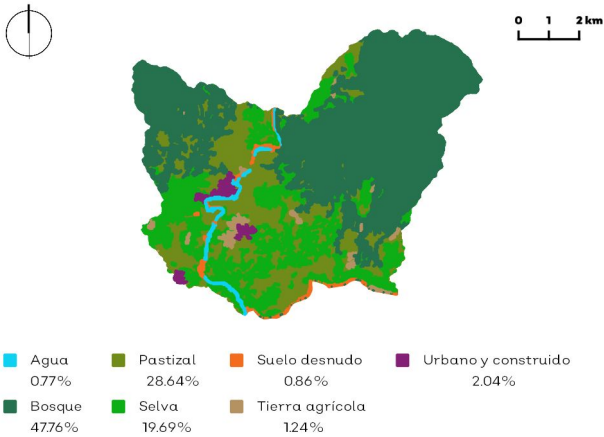 0 1 2 km
Agua Pastizal Suelo desnudo Urbano y construido
0.77% 28.64% 0.86% 2.04%
Bosque Selva Tierra agrícola
47.76% 19.69% 1.24%